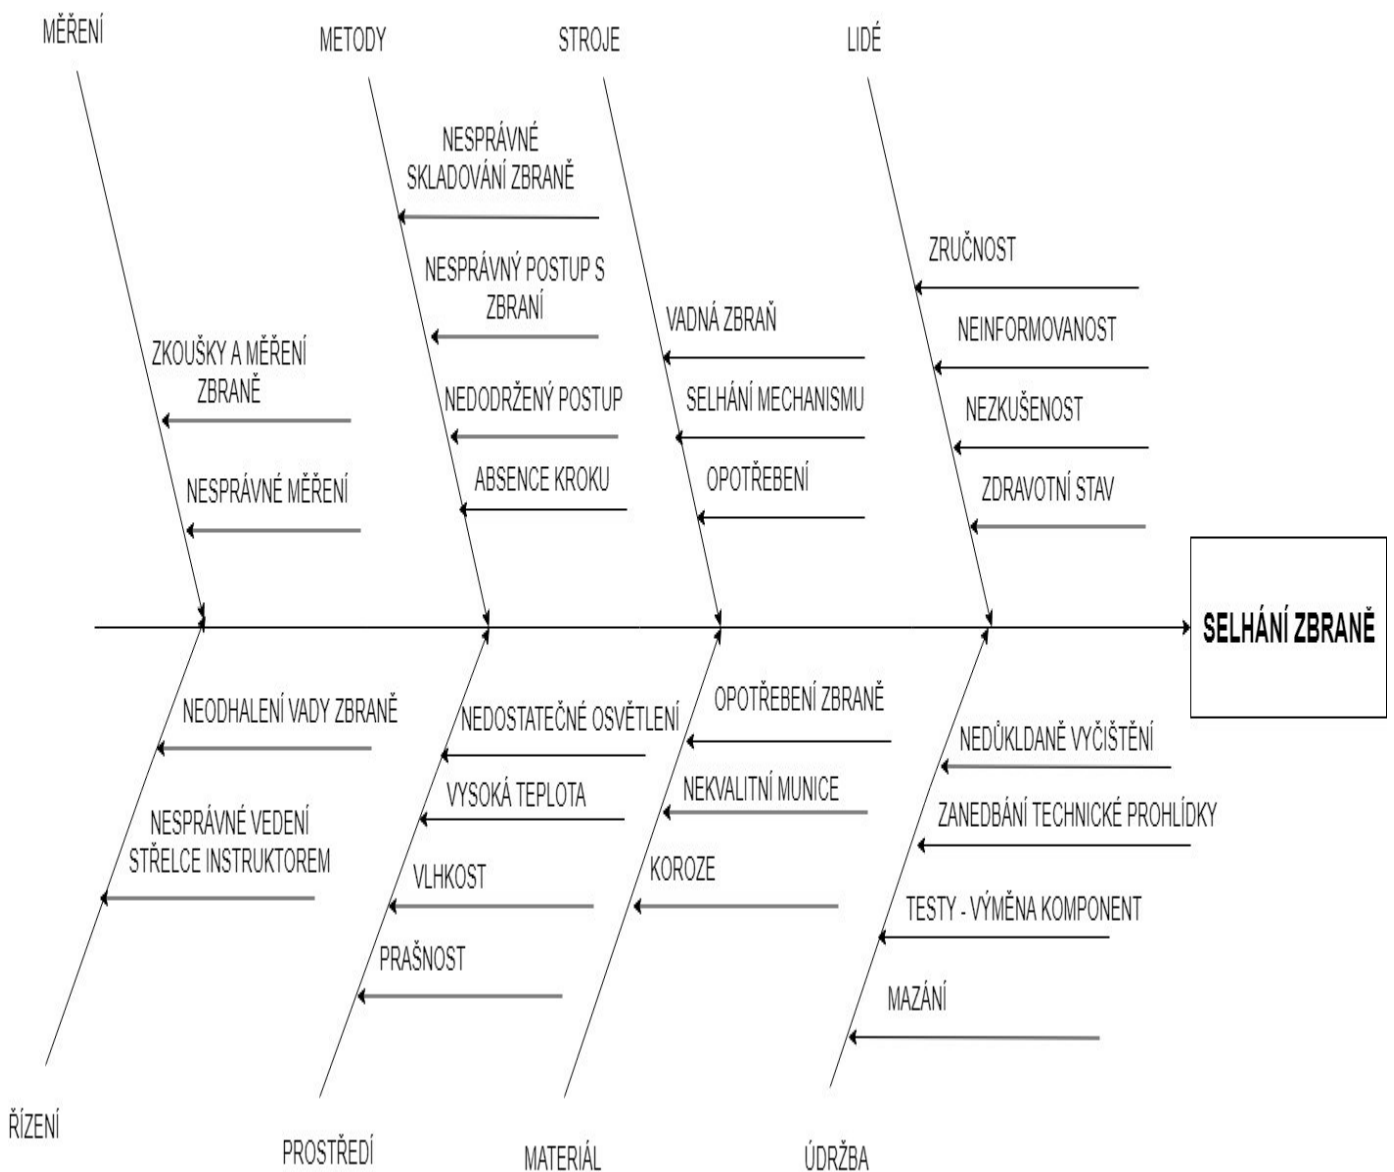 MĚŘENÍ
METODY
STROJE
LIDÉ
NESPRÁVNÉ
SKLADOVÁNÍ ZBRANĚ
NESPRÁVNÝ POSTUP S
ZBRANÍ
NEDODRŽENÝ POSTUP
ABSENCE KROKU
ZKOUŠKY A MĚŘENÍ
ZBRANĚ
NESPRÁVNÉ MĚŘENÍ
VADNÁ ZBRAŇ
SELHÁNÍ MECHANISMU
OPOTŘEBENÍ
ZRUČNOST
NEINFORMOVANOST
NEZKUŠENOST
ZDRAVOTNÍ STAV
SELHÁNÍ ZBRANĚ
NEODHALENÍ VADY ZBRANĚ
NESPRÁVNÉ VEDENÍ
STŘELCE INSTRUKTOREM
NEDOSTATEČNÉ OSVĚTLENÍ
VYSOKÁ TEPLOTA
VLHKOST
PRAŠNOST
OPOTŘEBENÍ ZBRANĚ
NEKVALITNÍ MUNICE
KOROZE
NEDŮKLDANĚ VYČIŠTĚNÍ
ZANEDBÁNÍ TECHNICKÉ PROHLÍDKY
TESTY - VÝMĚNA KOMPONENT
MAZÁNÍ
ŘÍZENÍ
PROSTŘEDÍ
MATERIÁL
ÚDRŽBA